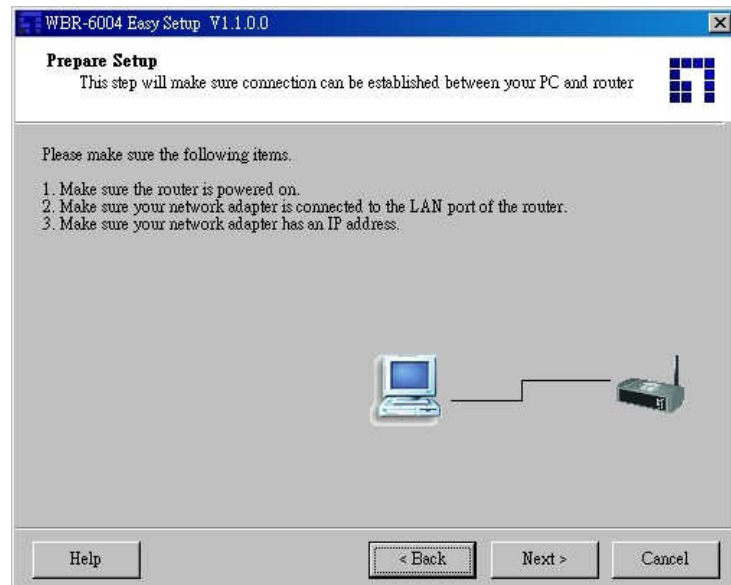 WBR-6004 Easy Setup V1.1.0.0
Prepare Setup
This step will make sure connection can be established between your PC and router
Please make sure the following items.
1. Make sure the router is powered on.
2. Make sure your network adapter is connected to the LAN port of the router.
3. Make sure your network adapter has an IP address.
Help
< Back
Next >
Cancel